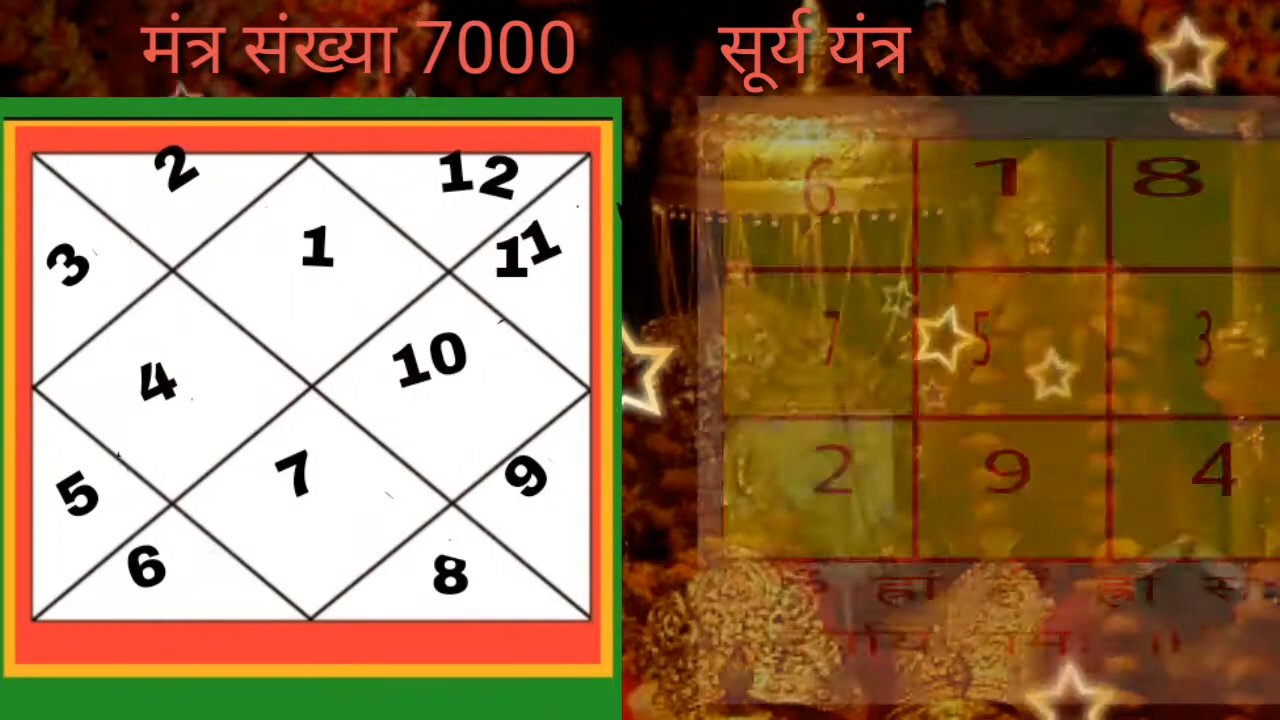 मंत्र संख्या 7000
सूर्य यंत्र
2 12
3 1 11
4 10
5 7 9
6 8
6 1 8
7 5 3
2 9 4
ह्रां ह्रौं